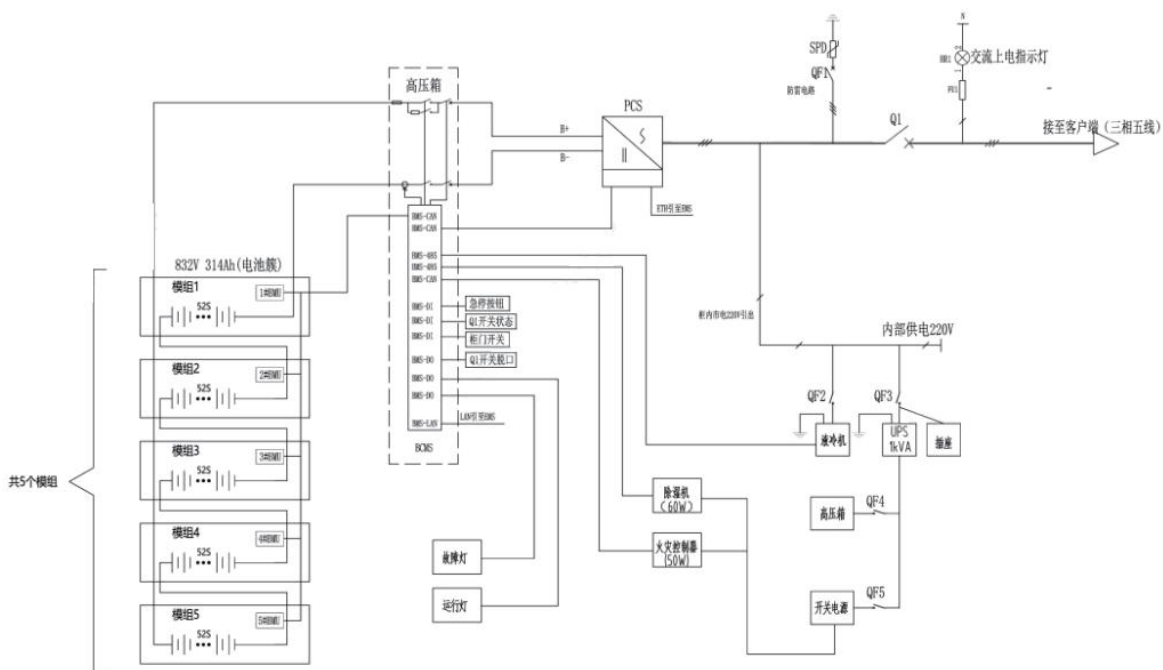 SPD
QF1
防雷电路
N
2
HR1
交流上电指示灯
1
FU1
Q1
接至客户端（三相五线）
高压箱
PCS
B+
B-
ETH引至EMS
BMS-CAN
BMS-CAN
BMS-485
BMS-485
BMS-CAN
BMS-DI
BMS-DI
BMS-DI
BMS-DO
BMS-DO
BMS-DO
BMS-LAN
BCMS
急停按钮
Q1开关状态
柜门开关
Q1开关脱口
LAN引至EMS
832V 314Ah(电池簇)
模组1
1#BMU
52S
模组2
2#BMU
52S
模组3
3#BMU
52S
模组4
4#BMU
52S
模组5
5#BMU
52S
共5个模组
柜内市电220V引出
内部供电220V
QF2
QF3
液冷机
UPS
1kVA
插座
除湿机
(60W)
火灾控制器
(50W)
高压箱
QF4
开关电源
QF5
故障灯
运行灯